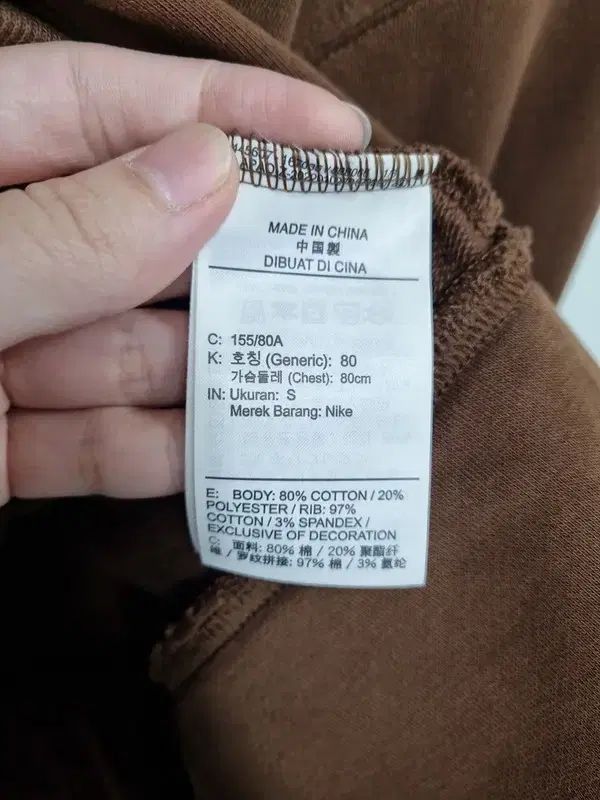 MADE IN CHINA
中国製
DIBUAT DI CINA
C: 155/80A
K: 호칭 (Generic): 80
가슴둘레 (Chest): 80cm
IN: Ukuran: S
Merek Barang: Nike
E: BODY: 80% COTTON / 20%
POLYESTER / RIB: 97%
COTTON / 3% SPANDEX /
EXCLUSIVE OF DECORATION
C: 面料: 80% 棉 / 20% 聚酯纤
维 / 罗纹拼接: 97% 棉 / 3% 氨纶